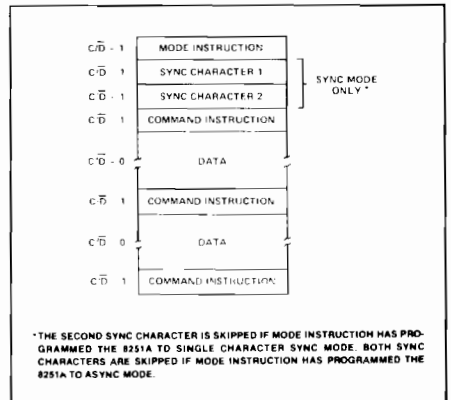 C/D̅ - 1 MODE INSTRUCTION
C/D̅ 1 SYNC CHARACTER 1
SYNC MODE
ONLY *
C D̅ - 1 SYNC CHARACTER 2
C D̅ 1 COMMAND INSTRUCTION
C D̅ - 0 DATA
C D̅ 1 COMMAND INSTRUCTION
C D̅ 0 DATA
C D̅ 1 COMMAND INSTRUCTION
*THE SECOND SYNC CHARACTER IS SKIPPED IF MODE INSTRUCTION HAS PRO-
GRAMMED THE 8251A TO SINGLE CHARACTER SYNC MODE. BOTH SYNC
CHARACTERS ARE SKIPPED IF MODE INSTRUCTION HAS PROGRAMMED THE
8251A TO ASYNC MODE.